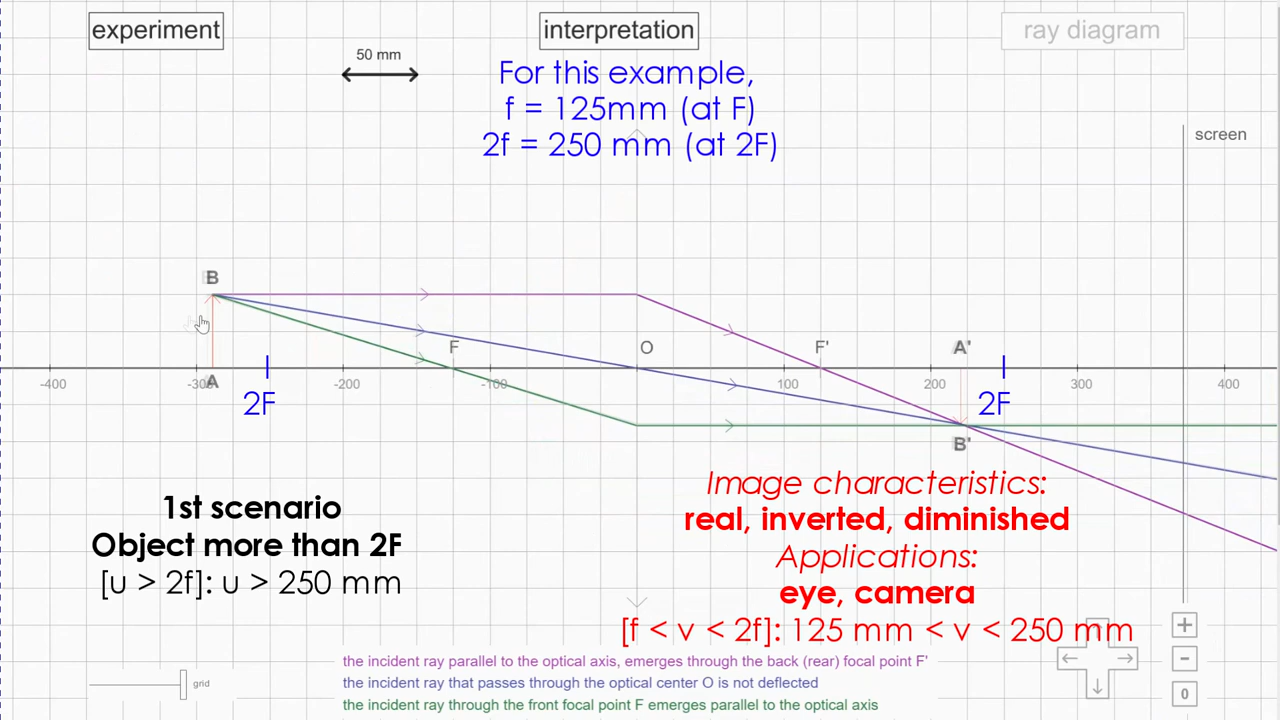 experiment
interpretation
ray diagram
50 mm
For this example,
f = 125mm (at F)
2f = 250 mm (at 2F)
screen
B
F
O
F'
A'
-400
-300
A
-200
-100
100
200
300
400
2F
2F
B'
1st scenario
Object more than 2F
[u > 2f]: u > 250 mm
Image characteristics:
real, inverted, diminished
Applications:
eye, camera
[f < v < 2f]: 125 mm < v < 250 mm
+
-
0
grid
the incident ray parallel to the optical axis, emerges through the back (rear) focal point F'
the incident ray that passes through the optical center O is not deflected
the incident ray through the front focal point F emerges parallel to the optical axis